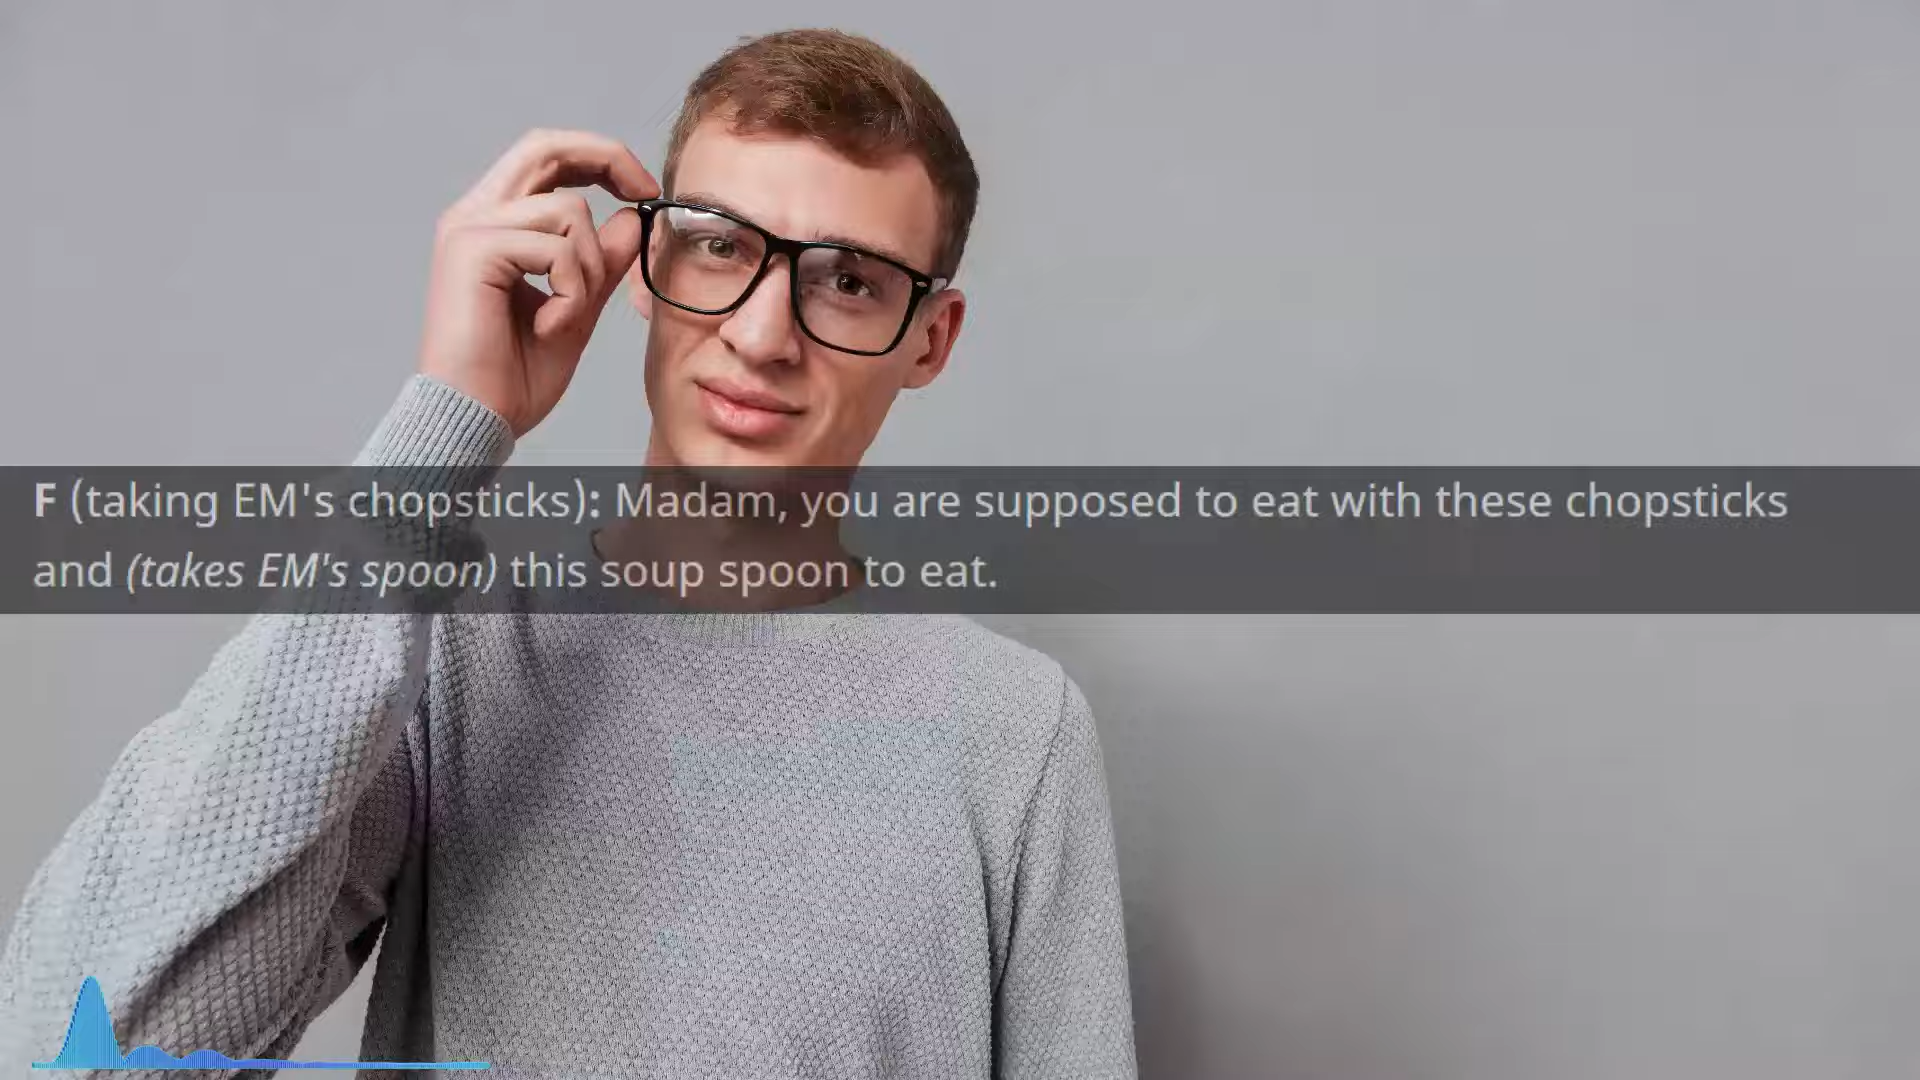 F (taking EM's chopsticks): Madam, you are supposed to eat with these chopsticks
and (takes EM's spoon) this soup spoon to eat.